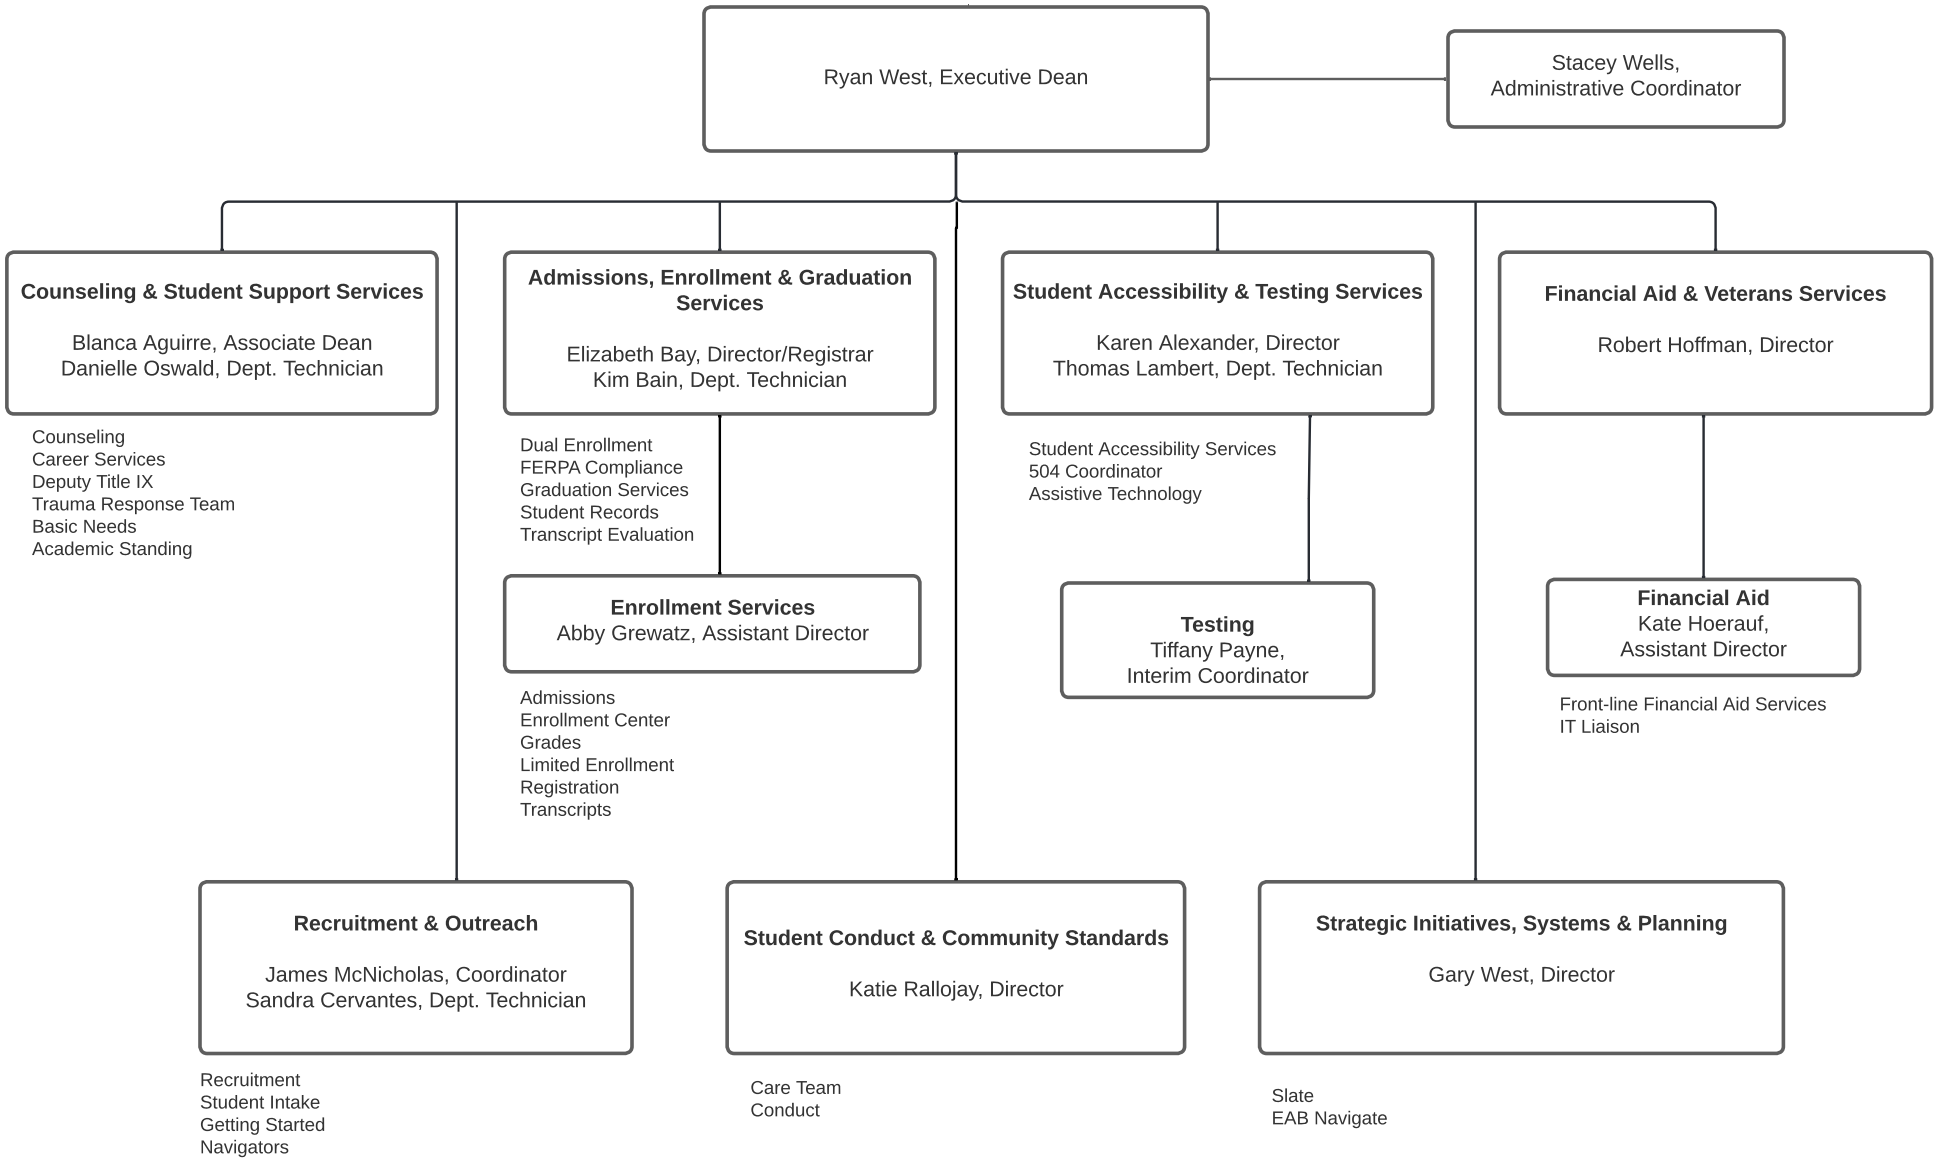 Ryan West, Executive Dean
Stacey Wells,
Administrative Coordinator
Counseling & Student Support Services
Blanca Aguirre, Associate Dean
Danielle Oswald, Dept. Technician
Counseling
Career Services
Deputy Title IX
Trauma Response Team
Basic Needs
Academic Standing
Admissions, Enrollment & Graduation
Services
Elizabeth Bay, Director/Registrar
Kim Bain, Dept. Technician
Dual Enrollment
FERPA Compliance
Graduation Services
Student Records
Transcript Evaluation
Enrollment Services
Abby Grewatz, Assistant Director
Admissions
Enrollment Center
Grades
Limited Enrollment
Registration
Transcripts
Student Accessibility & Testing Services
Karen Alexander, Director
Thomas Lambert, Dept. Technician
Student Accessibility Services
504 Coordinator
Assistive Technology
Testing
Tiffany Payne,
Interim Coordinator
Financial Aid & Veterans Services
Robert Hoffman, Director
Financial Aid
Kate Hoerauf,
Assistant Director
Front-line Financial Aid Services
IT Liaison
Recruitment & Outreach
James McNicholas, Coordinator
Sandra Cervantes, Dept. Technician
Recruitment
Student Intake
Getting Started
Navigators
Student Conduct & Community Standards
Katie Rallojay, Director
Care Team
Conduct
Strategic Initiatives, Systems & Planning
Gary West, Director
Slate
EAB Navigate